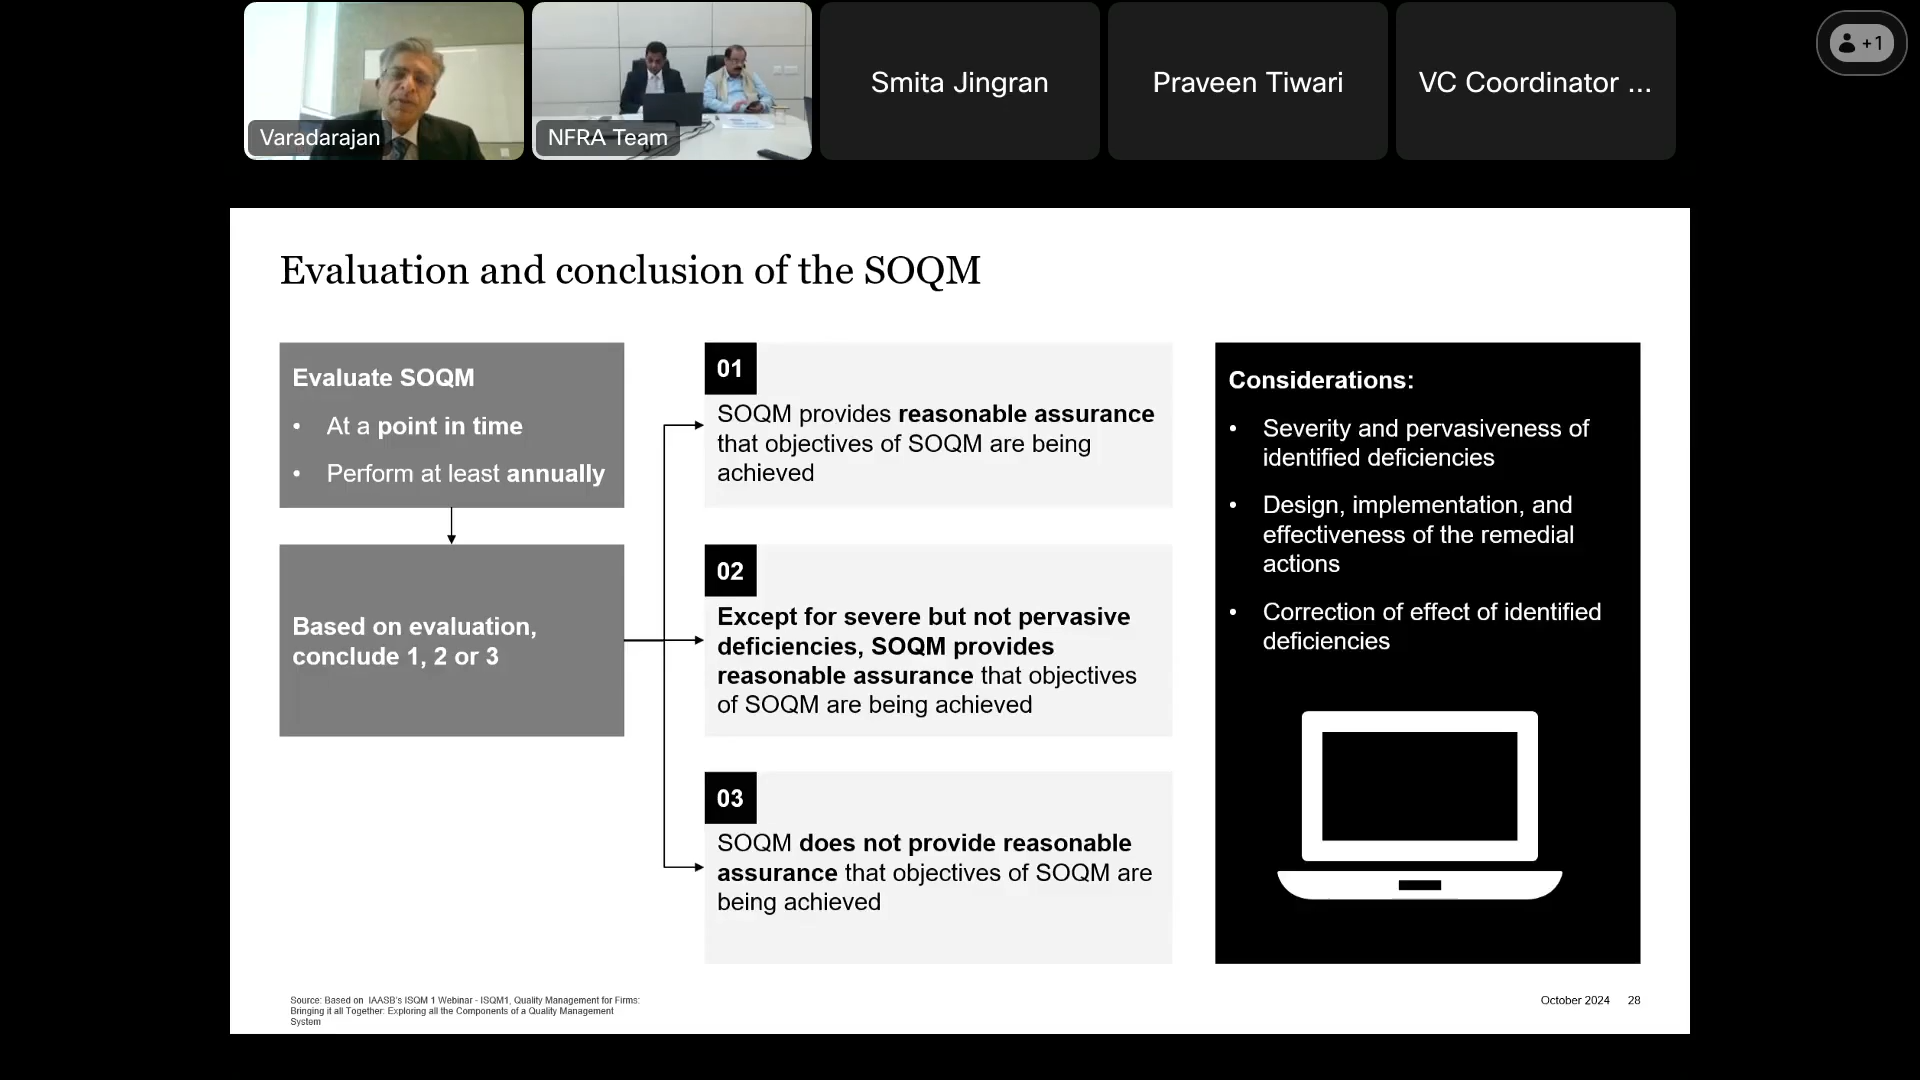 Varadarajan
NFRA Team
Smita Jingran
Praveen Tiwari
VC Coordinator ...
+1
Evaluation and conclusion of the SOQM
Evaluate SOQM
• At a point in time
• Perform at least annually
Based on evaluation,
conclude 1, 2 or 3
01
SOQM provides reasonable assurance
that objectives of SOQM are being
achieved
02
Except for severe but not pervasive
deficiencies, SOQM provides
reasonable assurance that objectives
of SOQM are being achieved
03
SOQM does not provide reasonable
assurance that objectives of SOQM are
being achieved
Considerations:
• Severity and pervasiveness of
identified deficiencies
• Design, implementation, and
effectiveness of the remedial
actions
• Correction of effect of identified
deficiencies
Source: Based on IAASB's ISQM 1 Webinar - ISQM1, Quality Management for Firms:
Bringing it all Together: Exploring all the Components of a Quality Management
System
October 2024 28